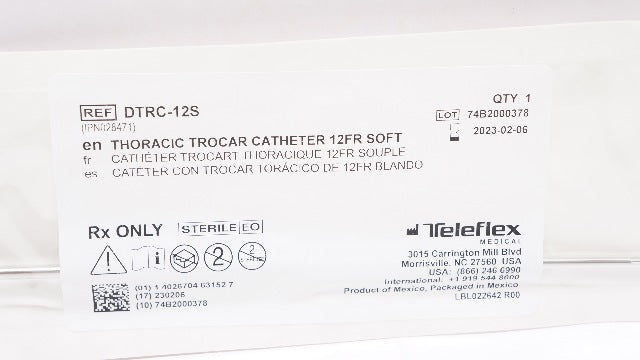 REF DTRC-12S
(IPN028471)
QTY 1
LOT 74B2000378
2023-02-06
en THORACIC TROCAR CATHETER 12FR SOFT
fr CATHÉTER TROCART THORACIQUE 12FR SOUPLE
es CATÉTER CON TROCAR TORÁCICO DE 12FR BLANDO
Rx ONLY STERILE EO
Teleflex
MEDICAL
3015 Carrington Mill Blvd
Morrisville, NC 27560 USA
USA: (866) 246 6990
International: +1 919 544 8000
Product of Mexico, Packaged in Mexico
LBL022642 R00
(01) 1 4026704 63152 7
(17) 230206
(10) 74B2000378